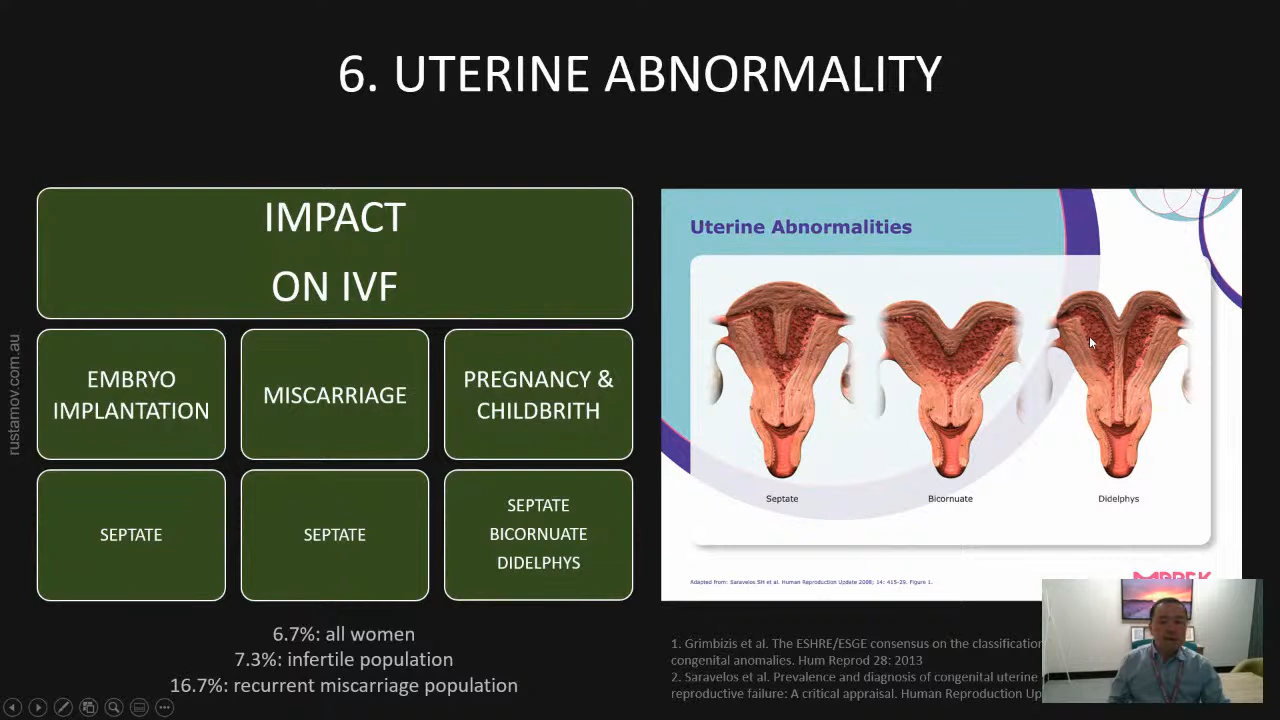 6. UTERINE ABNORMALITY
IMPACT
ON IVF
EMBRYO
IMPLANTATION
MISCARRIAGE
PREGNANCY &
CHILDBRITH
SEPTATE
SEPTATE
SEPTATE
BICORNUATE
DIDELPHYS
6.7%: all women
7.3%: infertile population
16.7%: recurrent miscarriage population
rustamov.com.au
Uterine Abnormalities
Septate
Bicornuate
Didelphys
Adapted from: Saravelos SH et al. Human Reproduction Update 2008; 14: 415-29. Figure 1.
1. Grimbizis et al. The ESHRE/ESGE consensus on the classification
congenital anomalies. Hum Reprod 28: 2013
2. Saravelos et al. Prevalence and diagnosis of congenital uterine
reproductive failure: A critical appraisal. Human Reproduction Up